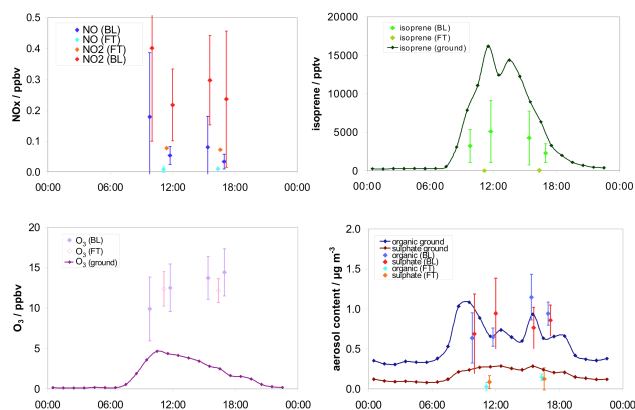 0.5
0.4
0.3
0.2
0.1
0.0
NOx / ppbv
NO (BL)
NO (FT)
NO2 (FT)
NO2 (BL)
00:00 06:00 12:00 18:00 00:00
20000
15000
10000
5000
0
isoprene / pptv
isoprene (BL)
isoprene (FT)
isoprene (ground)
00:00 06:00 12:00 18:00 00:00
20
15
10
5
0
O3 / ppbv
O3 (BL)
O3 (FT)
O3 (ground)
00:00 06:00 12:00 18:00 00:00
2.0
1.5
1.0
0.5
0.0
aerosol content / µg m-3
organic ground
sulphate ground
organic (BL)
sulphate (BL)
organic (FT)
sulphate (FT)
00:00 06:00 12:00 18:00 00:00